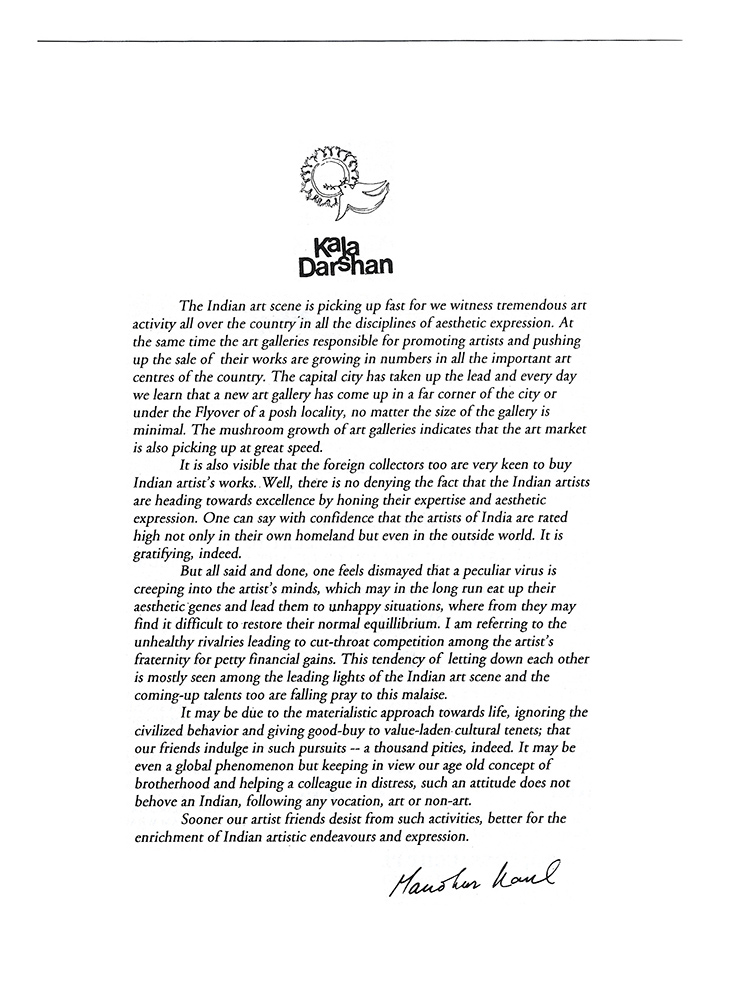 Kala
Darshan
The Indian art scene is picking up fast for we witness tremendous art
activity all over the country in all the disciplines of aesthetic expression. At
the same time the art galleries responsible for promoting artists and pushing
up the sale of their works are growing in numbers in all the important art
centres of the country. The capital city has taken up the lead and every day
we learn that a new art gallery has come up in a far corner of the city or
under the Flyover of a posh locality, no matter the size of the gallery is
minimal. The mushroom growth of art galleries indicates that the art market
is also picking up at great speed.
It is also visible that the foreign collectors too are very keen to buy
Indian artist's works. Well, there is no denying the fact that the Indian artists
are heading towards excellence by honing their expertise and aesthetic
expression. One can say with confidence that the artists of India are rated
high not only in their own homeland but even in the outside world. It is
gratifying, indeed.
But all said and done, one feels dismayed that a peculiar virus is
creeping into the artist's minds, which may in the long run eat up their
aesthetic genes and lead them to unhappy situations, where from they may
find it difficult to restore their normal equillibrium. I am referring to the
unhealthy rivalries leading to cut-throat competition among the artist's
fraternity for petty financial gains. This tendency of letting down each other
is mostly seen among the leading lights of the Indian art scene and the
coming-up talents too are falling pray to this malaise.
It may be due to the materialistic approach towards life, ignoring the
civilized behavior and giving good-buy to value-laden cultural tenets; that
our friends indulge in such pursuits -- a thousand pities, indeed. It may be
even a global phenomenon but keeping in view our age old concept of
brotherhood and helping a colleague in distress, such an attitude does not
behove an Indian, following any vocation, art or non-art.
Sooner our artist friends desist from such activities, better for the
enrichment of Indian artistic endeavours and expression.
Manohar Kaul